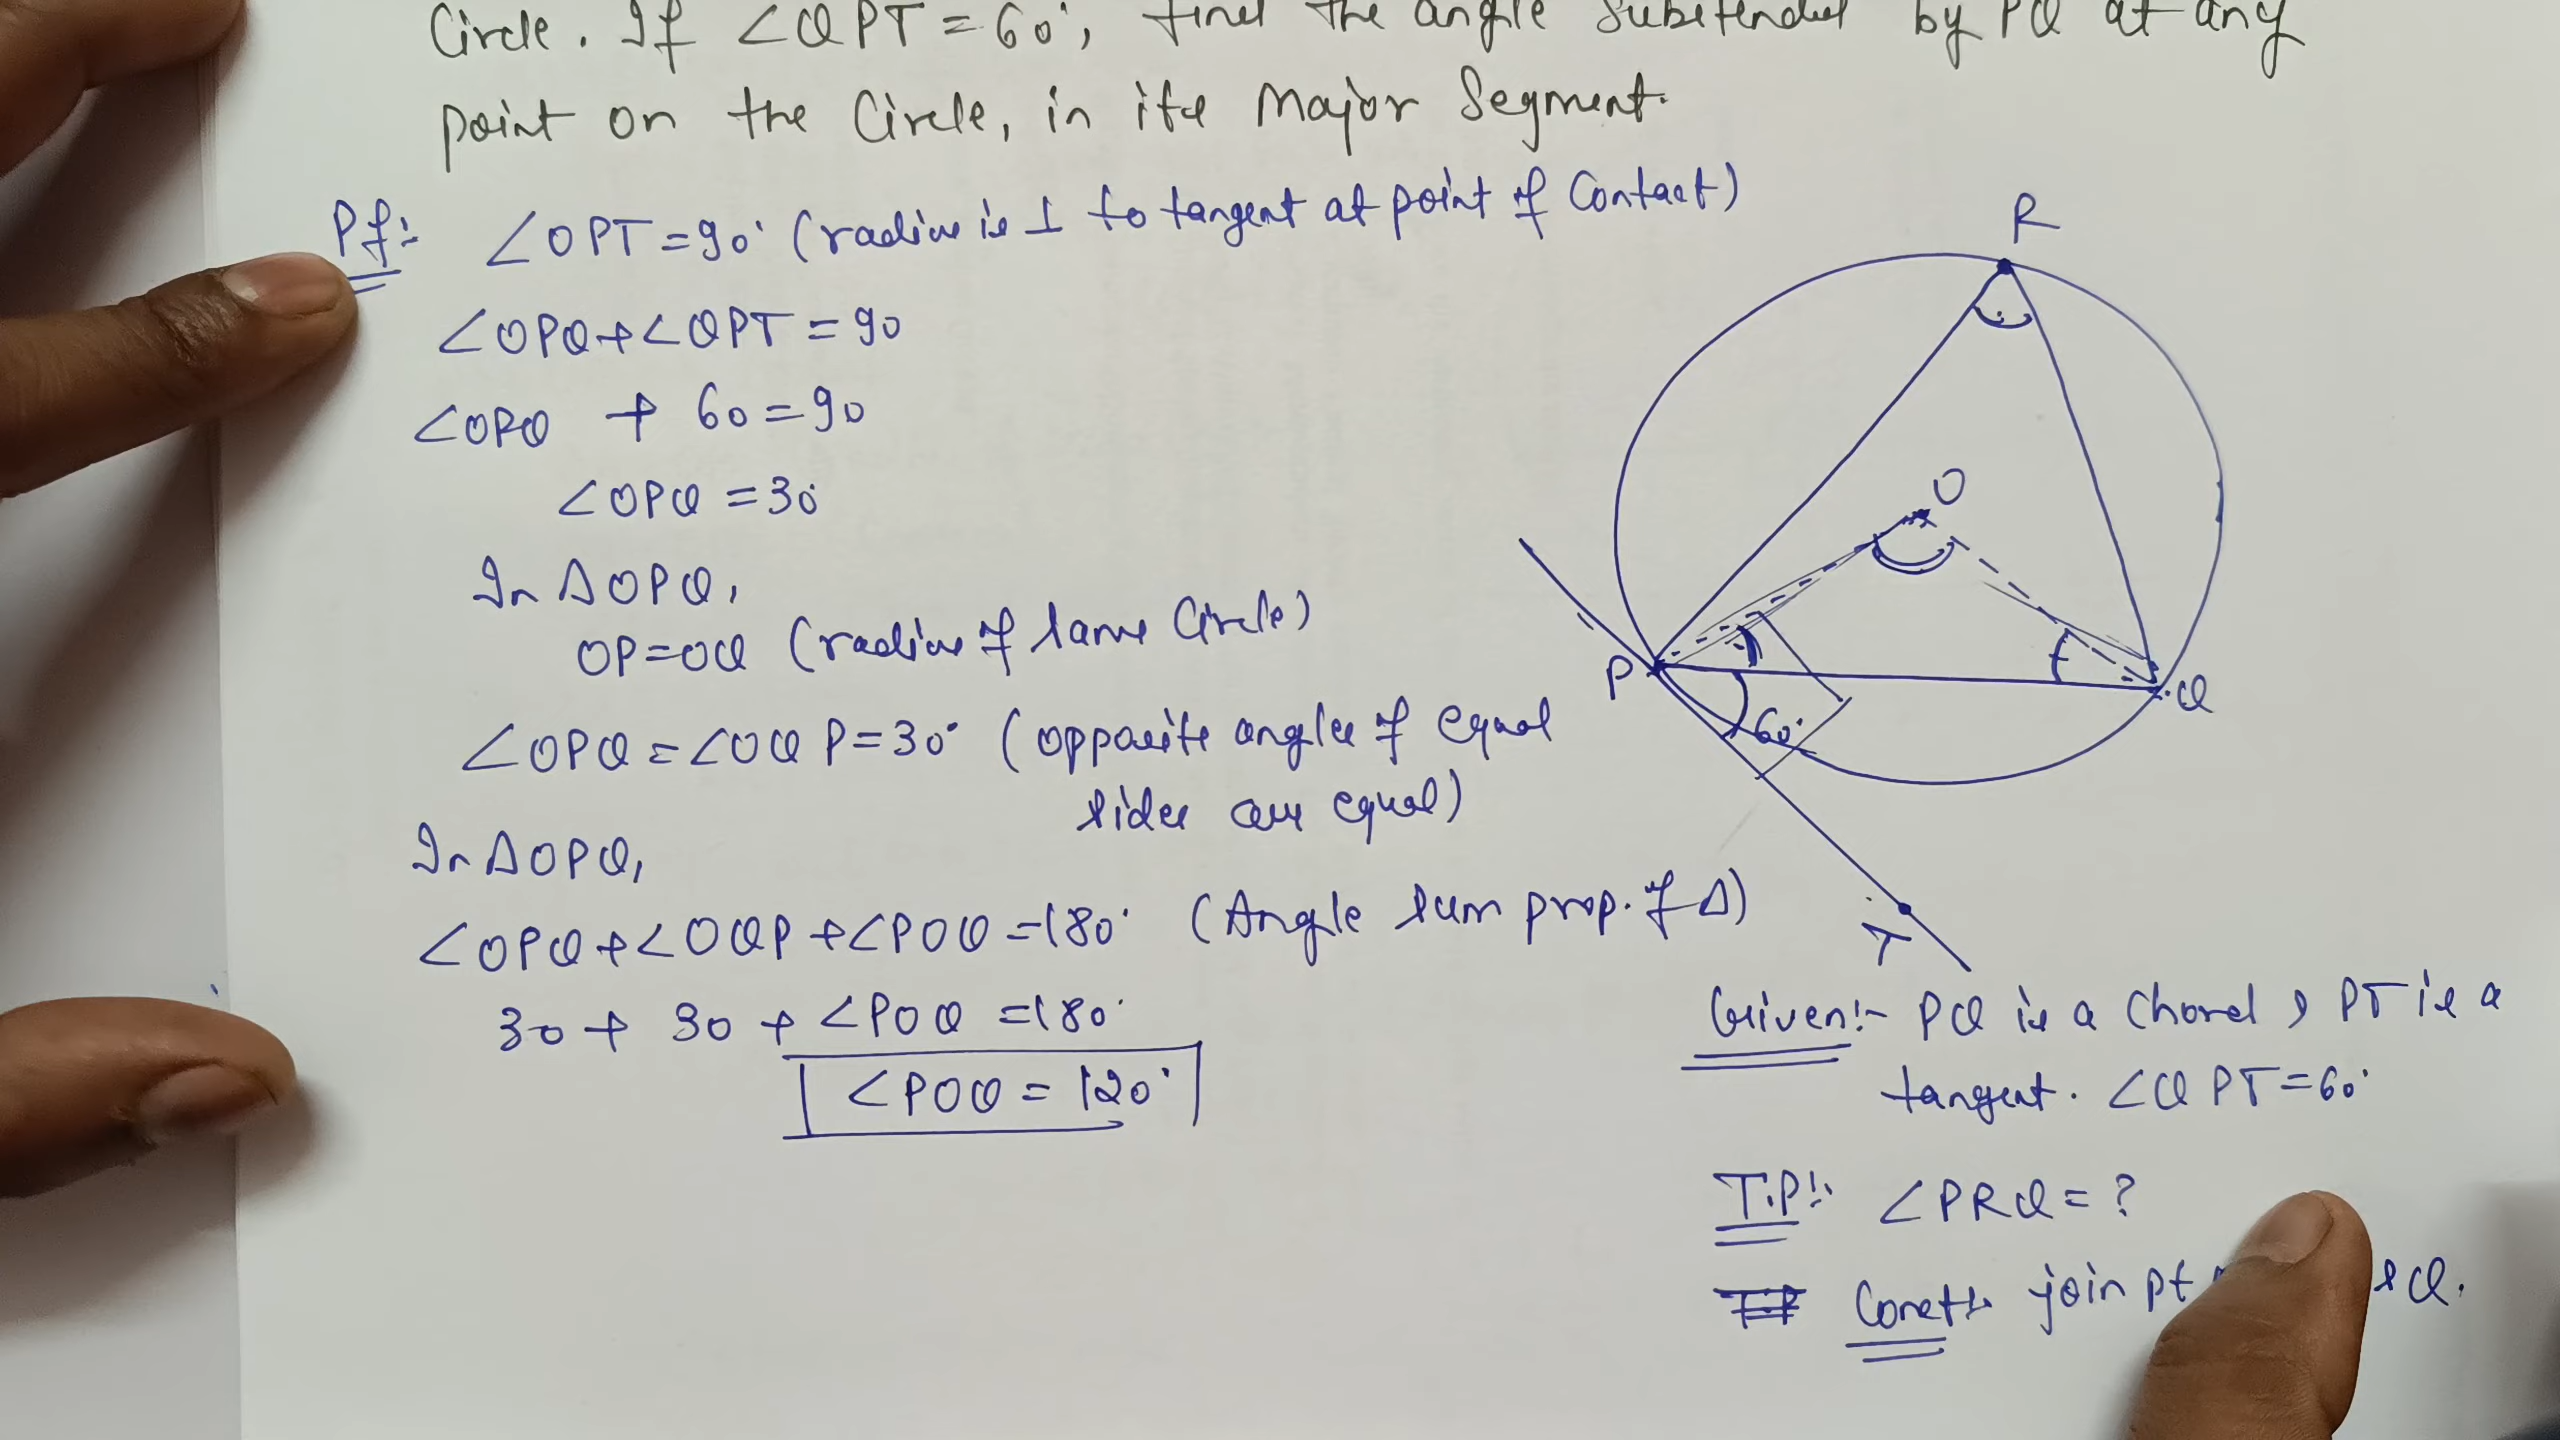 Circle. If ∠QPT = 60°, find the angle subtended by PQ at any
point on the Circle, in its Major Segment.
Pf:- ∠OPT = 90° (radius is ⊥ to tangent at point of Contact)
∠OPQ + ∠QPT = 90
∠OPQ + 60 = 90
∠OPQ = 30°
In ΔOPQ,
OP = OQ (radius of same Circle)
∠OPQ = ∠OQP = 30° (opposite angles of equal
sides are equal)
In ΔOPQ,
∠OPQ + ∠OQP + ∠POQ = 180° (Angle sum prop. of Δ)
30 + 30 + ∠POQ = 180°
∠POQ = 120°
R
O
P
Q
60°
T
Given:- PQ is a Chord & PT is a
tangent. ∠QPT = 60°
T.P:- ∠PRQ = ?
Const:- join pt & Q.